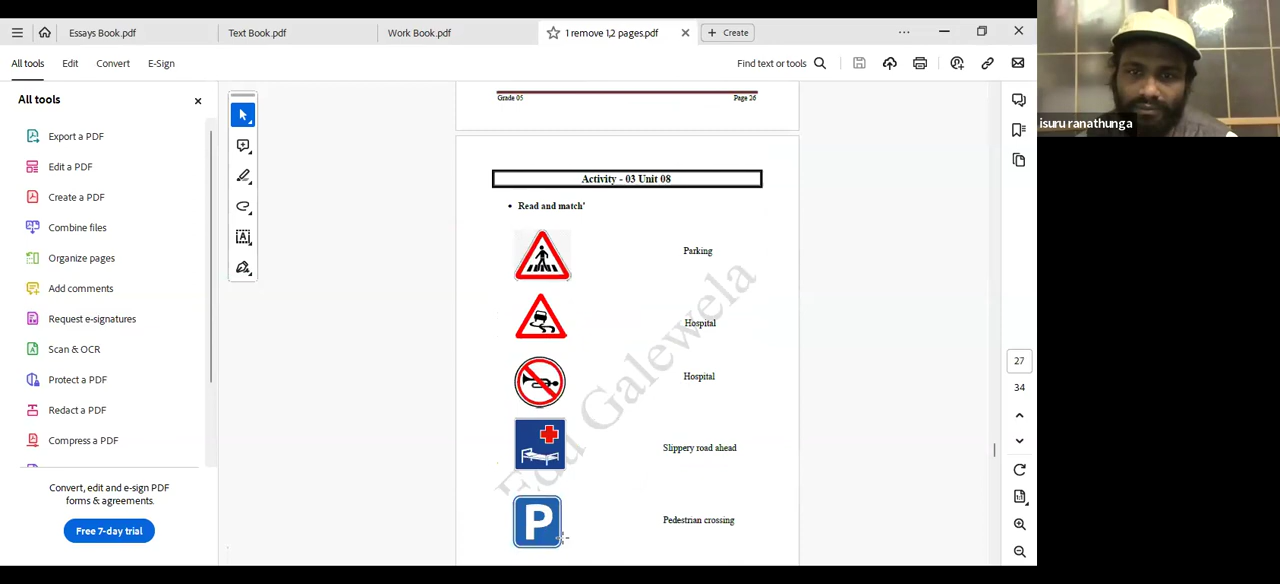 Essays Book.pdf
Text Book.pdf
Work Book.pdf
1 remove 1,2 pages.pdf
Create
All tools
Edit
Convert
E-Sign
Find text or tools
All tools
Export a PDF
Edit a PDF
Create a PDF
Combine files
Organize pages
Add comments
Request e-signatures
Scan & OCR
Protect a PDF
Redact a PDF
Compress a PDF
Convert, edit and e-sign PDF
forms & agreements.
Free 7-day trial
Grade 05
Page 26
Activity - 03 Unit 08
• Read and match'
Parking
Hospital
Hospital
Slippery road ahead
Pedestrian crossing
P
Edu Galewela
27
34
isuru ranathunga